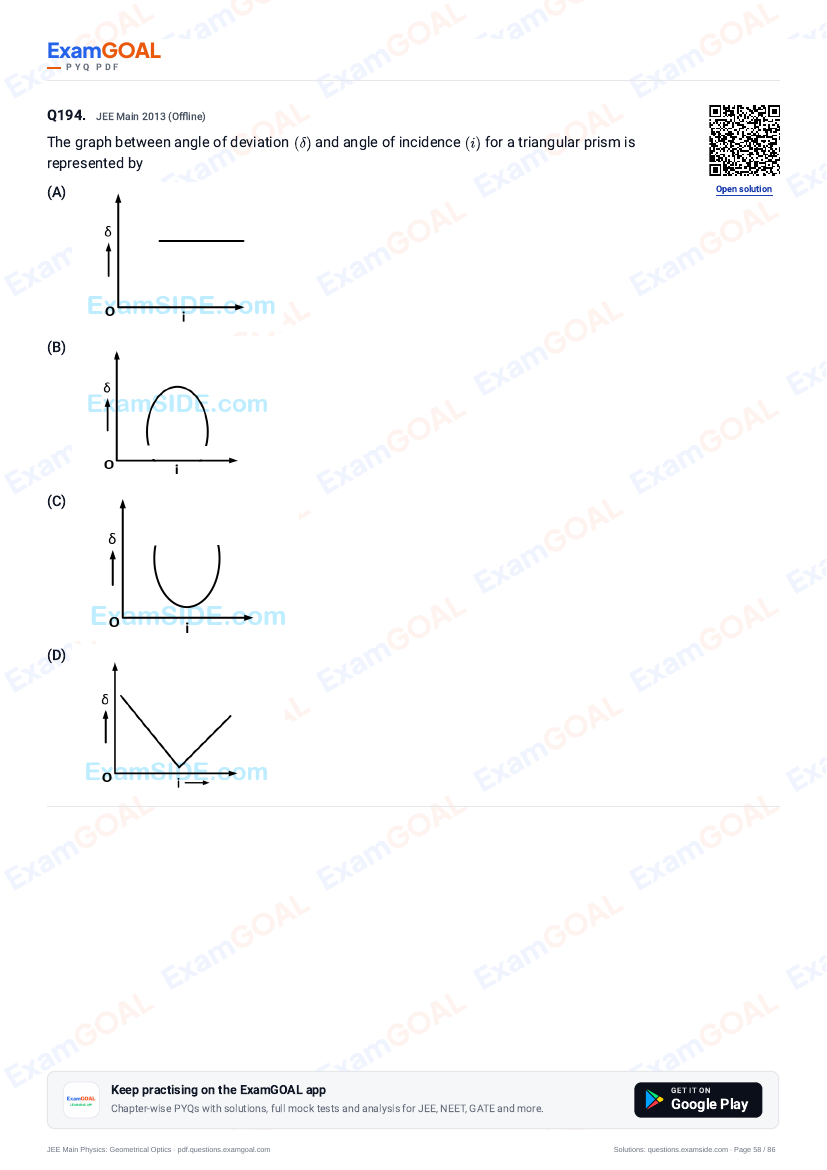 ExamGOAL
PYQ PDF
Q194. JEE Main 2013 (Offline)
The graph between angle of deviation (δ) and angle of incidence (i) for a triangular prism is
represented by
Open solution
(A)
δ
ExamSIDE.com
O
i
(B)
δ
ExamSIDE.com
O
i
(C)
δ
ExamSIDE.com
O
i
(D)
δ
ExamSIDE.com
O
i
Keep practising on the ExamGOAL app
Chapter-wise PYQs with solutions, full mock tests and analysis for JEE, NEET, GATE and more.
GET IT ON
Google Play
JEE Main Physics: Geometrical Optics · pdf.questions.examgoal.com
Solutions: questions.examside.com · Page 58 / 86